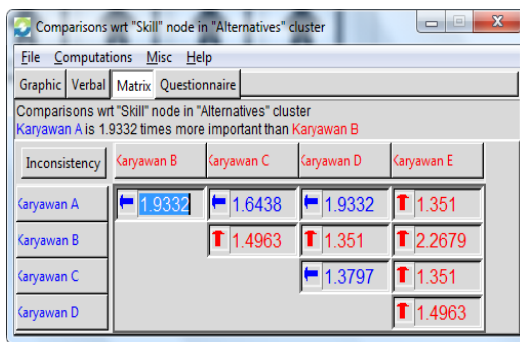 Comparisons wrt "Skill" node in "Alternatives" cluster
File Computations Misc Help
Graphic Verbal Matrix Questionnaire
Comparisons wrt "Skill" node in "Alternatives" cluster
Karyawan A is 1.9332 times more important than Karyawan B
Inconsistency Karyawan B Karyawan C Karyawan D Karyawan E
Karyawan A 1.9332 1.6438 1.9332 1.351
Karyawan B 1.4963 1.351 2.2679
Karyawan C 1.3797 1.351
Karyawan D 1.4963